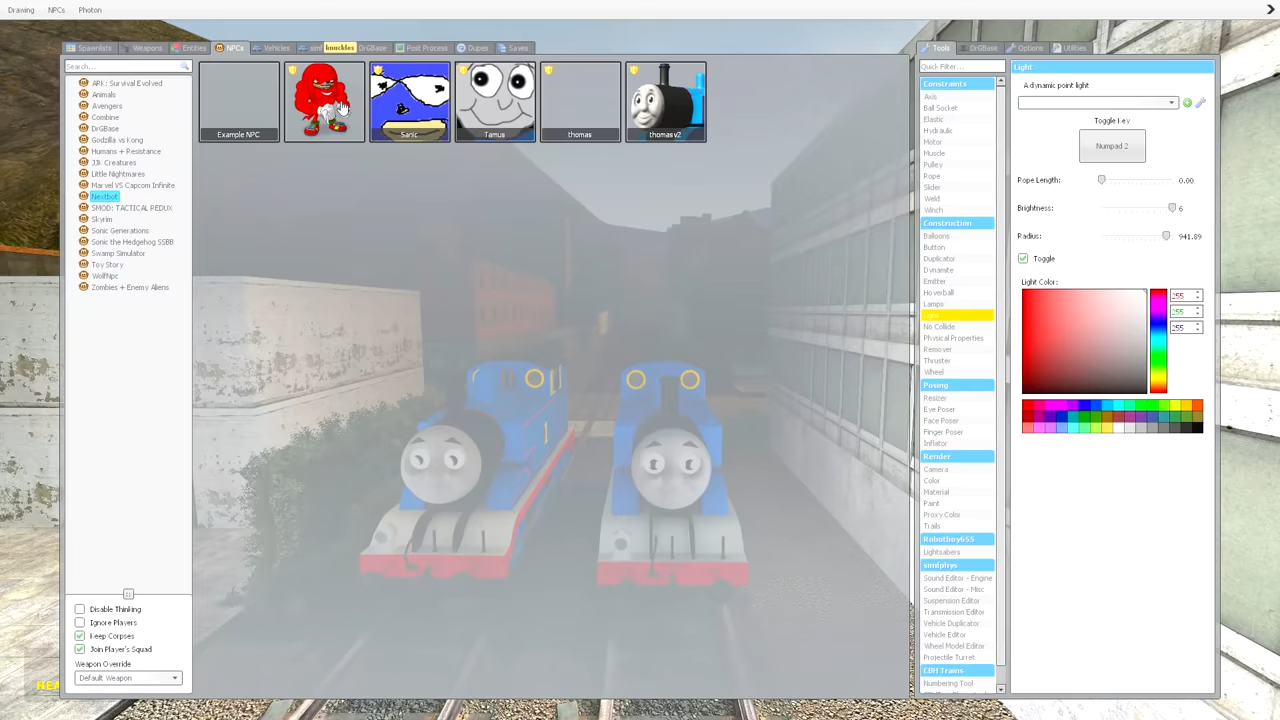 Drawing NPCs Photon
Spawnlists Weapons Entities NPCs Vehicles simf knuckles DrGBase Post Process Dupes Saves
Search...
ARK: Survival Evolved
Animals
Avengers
Combine
DrGBase
Godzilla vs Kong
Humans + Resistance
JJK Creatures
Little Nightmares
Marvel VS Capcom Infinite
Nextbot
SMOD: TACTICAL REDUX
Skyrim
Sonic Generations
Sonic the Hedgehog SSBB
Swamp Simulator
Toy Story
WolfNpc
Zombies + Enemy Aliens
Disable Thinking
Ignore Players
Keep Corpses
Join Player's Squad
Weapon Override
Default Weapon
Example NPC
Sanic
Tamus
thomas
thomas v2
Tools DrGBase Options Utilities
Quick Filter...
Constraints
Axis
Ball Socket
Elastic
Hydraulic
Motor
Muscle
Pulley
Rope
Slider
Weld
Winch
Construction
Balloons
Button
Duplicator
Dynamite
Emitter
Hoverball
Lamps
Light
No Collide
Physical Properties
Remover
Thruster
Wheel
Posing
Resizer
Eye Poser
Face Poser
Finger Poser
Inflator
Render
Camera
Color
Material
Paint
Proxy Color
Trails
Robotboy655
Lightsabers
simfphys
Sound Editor - Engine
Sound Editor - Misc
Suspension Editor
Transmission Editor
Vehicle Duplicator
Vehicle Editor
Wheel Model Editor
Projectile Turret
CBH Trains
Numbering Tool
Light
A dynamic point light
Toggle Key
Numpad 2
Rope Length: 0.00
Brightness: 6
Radius: 941.89
Toggle
Light Color:
255
255
255